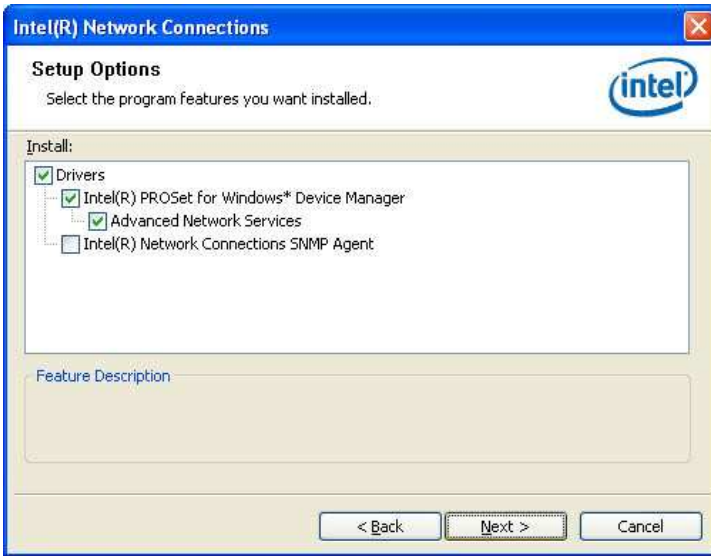 Intel(R) Network Connections
Setup Options
Select the program features you want installed.
intel
Install:
Drivers
Intel(R) PROSet for Windows* Device Manager
Advanced Network Services
Intel(R) Network Connections SNMP Agent
Feature Description
< Back
Next >
Cancel